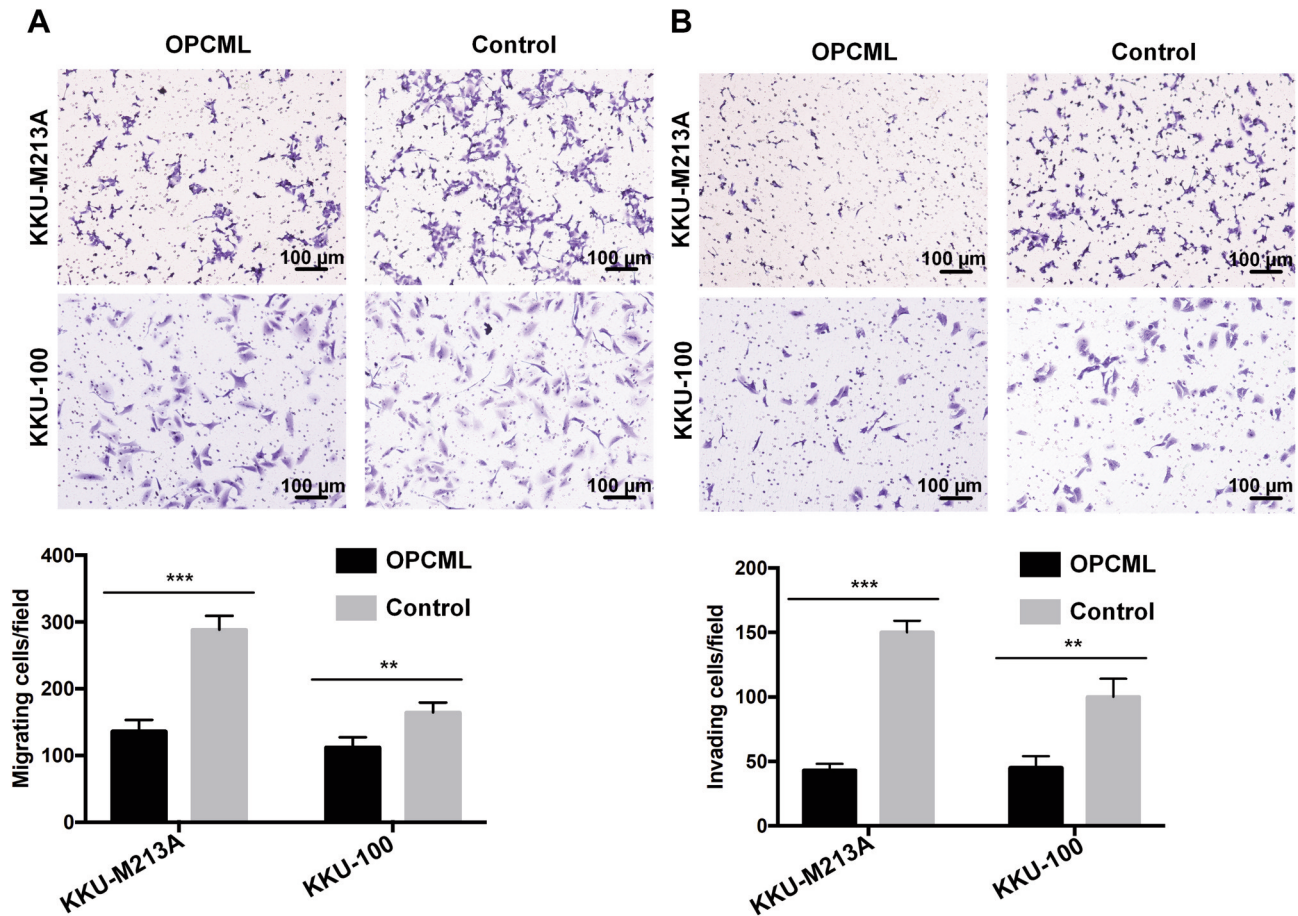 A
OPCML
Control
KKU-M213A
100 µm
100 µm
KKU-100
100 µm
100 µm
400
300
200
100
0
Migrating cells/field
***
**
OPCML
Control
KKU-M213A
KKU-100
B
OPCML
Control
KKU-M213A
100 µm
100 µm
KKU-100
100 µm
100 µm
200
150
100
50
0
Invading cells/field
***
**
OPCML
Control
KKU-M213A
KKU-100